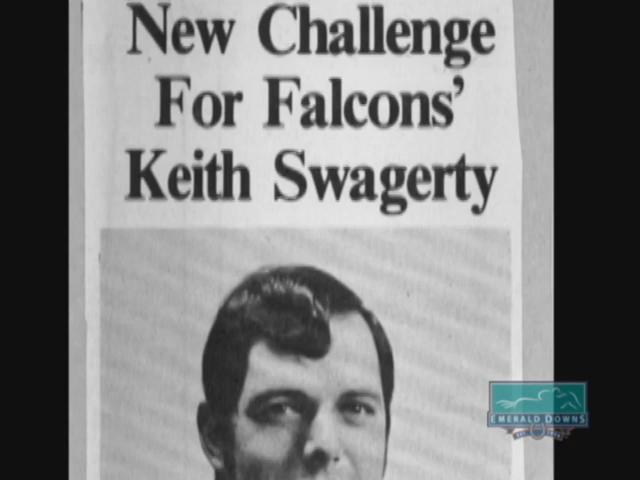 New Challenge
For Falcons'
Keith Swagerty
EMERALD DOWNS